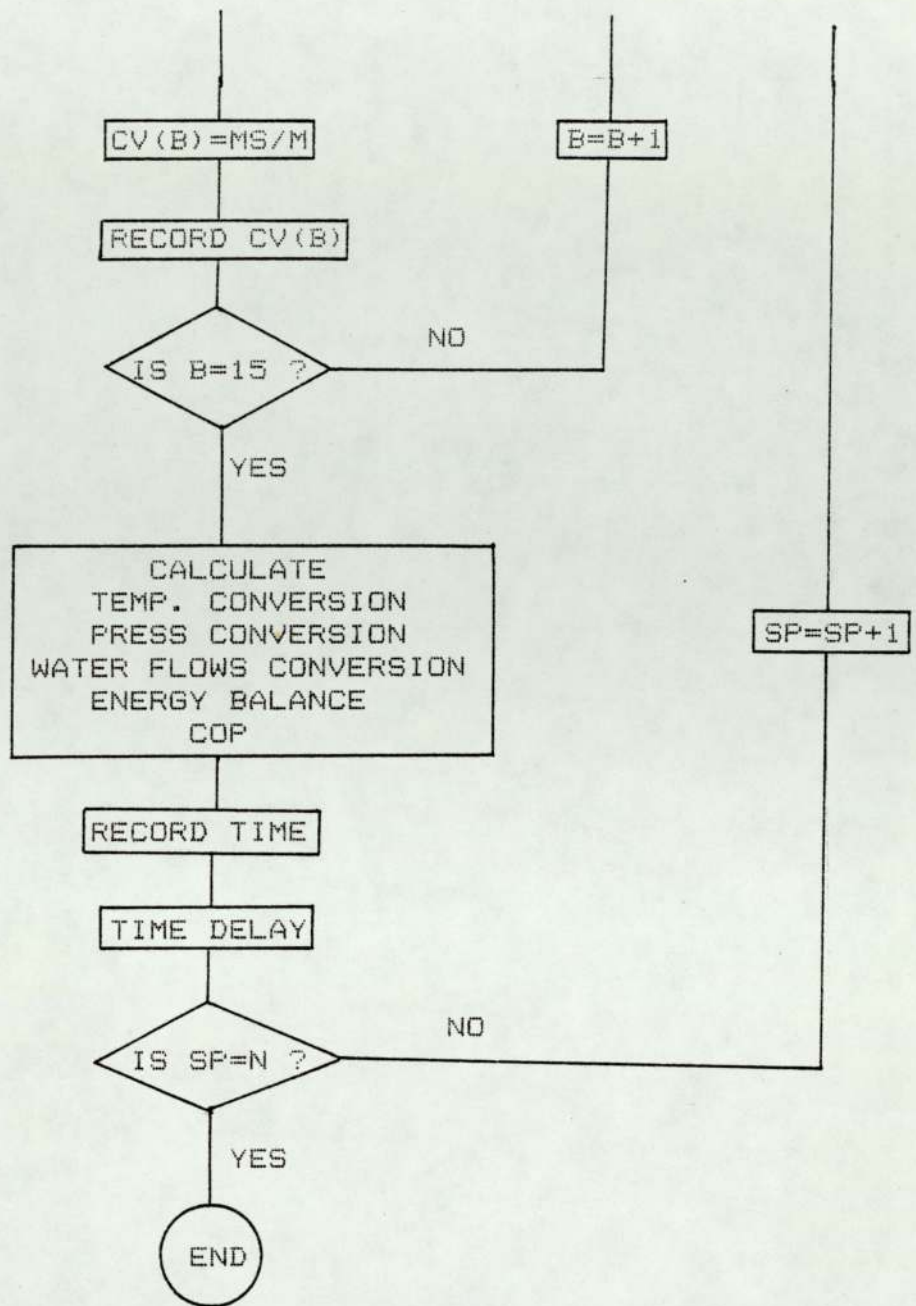 CV(B)=MS/M
B=B+1
RECORD CV(B)
IS B=15 ?
NO
YES
CALCULATE
TEMP. CONVERSION
PRESS CONVERSION
WATER FLOWS CONVERSION
ENERGY BALANCE
COP
SP=SP+1
RECORD TIME
TIME DELAY
IS SP=N ?
NO
YES
END